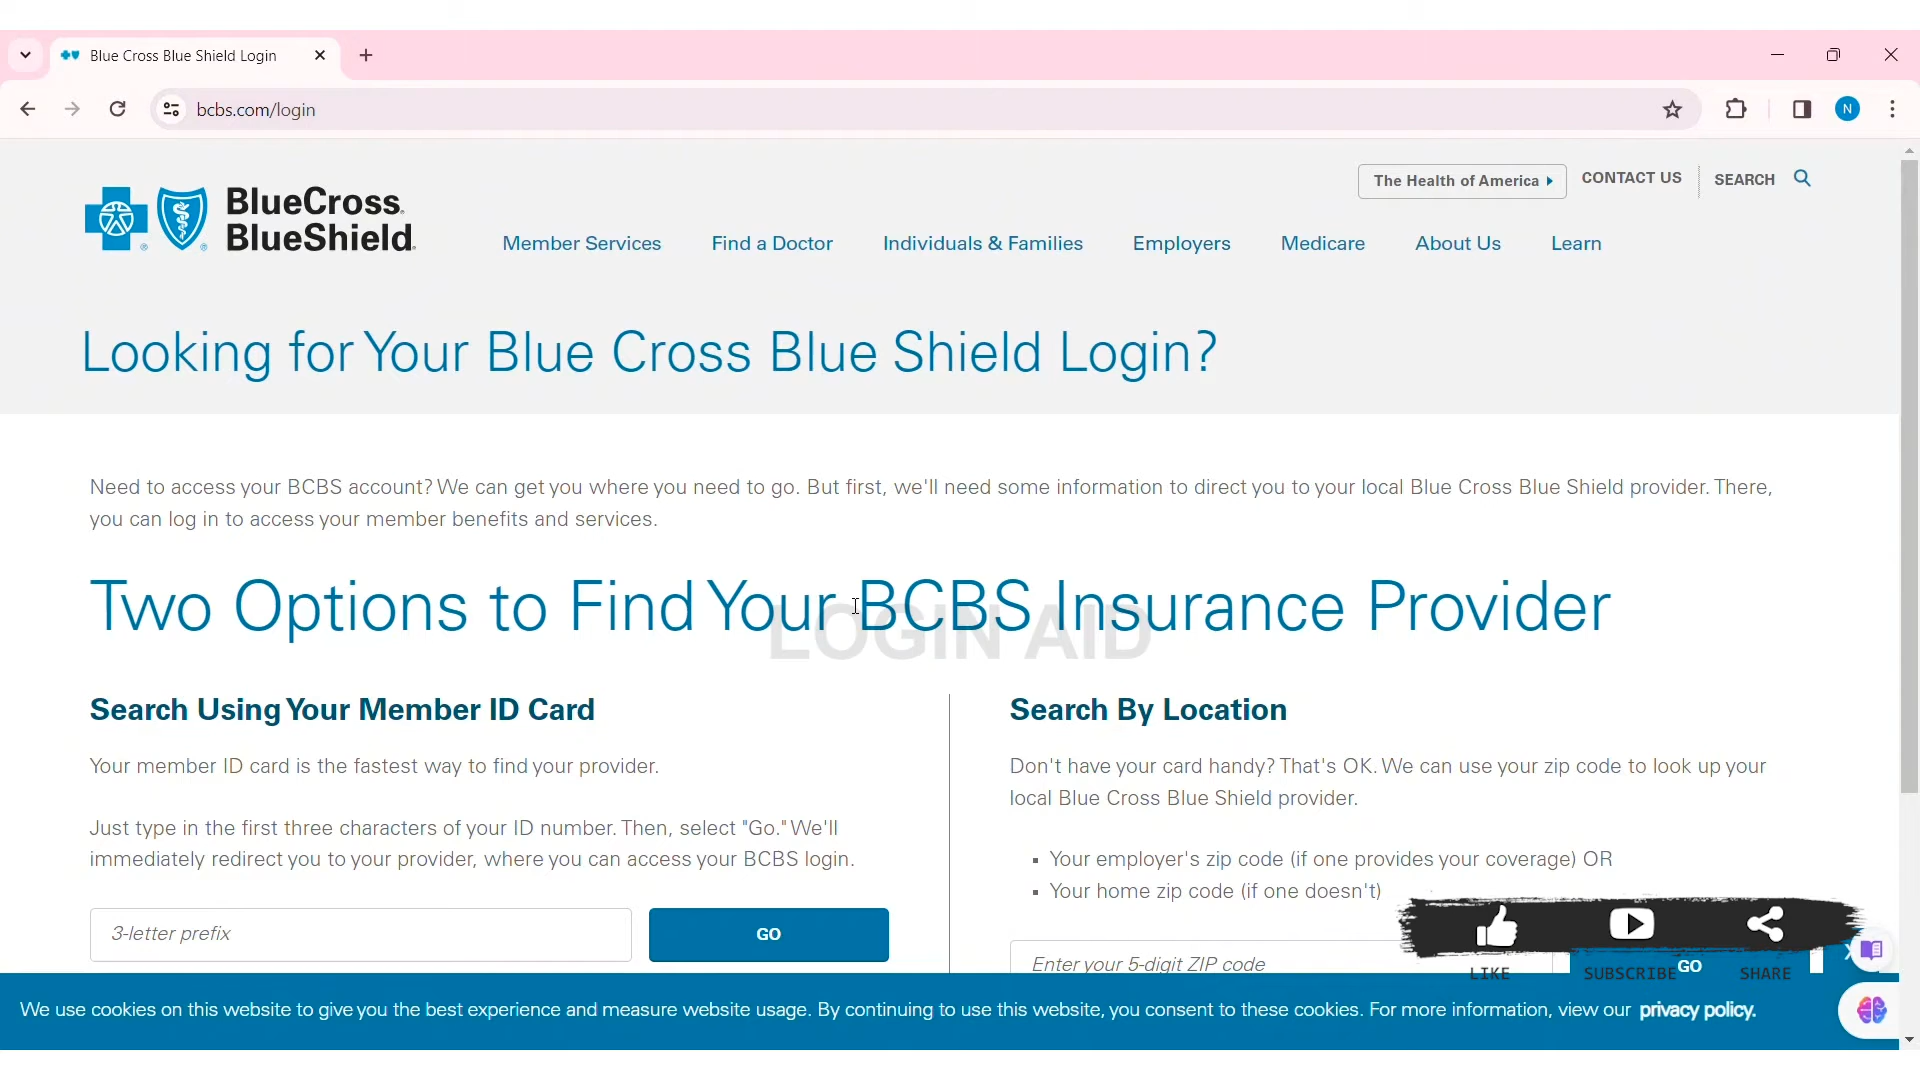 Blue Cross Blue Shield Login
bcbs.com/login
N
The Health of America
CONTACT US
SEARCH
BlueCross
BlueShield
Member Services
Find a Doctor
Individuals & Families
Employers
Medicare
About Us
Learn
Looking for Your Blue Cross Blue Shield Login?
Need to access your BCBS account? We can get you where you need to go. But first, we'll need some information to direct you to your local Blue Cross Blue Shield provider. There,
you can log in to access your member benefits and services.
Two Options to Find Your BCBS Insurance Provider
LOGIN AID
Search Using Your Member ID Card
Your member ID card is the fastest way to find your provider.
Just type in the first three characters of your ID number. Then, select "Go." We'll
immediately redirect you to your provider, where you can access your BCBS login.
3-letter prefix
GO
Search By Location
Don't have your card handy? That's OK. We can use your zip code to look up your
local Blue Cross Blue Shield provider.
Your employer's zip code (if one provides your coverage) OR
Your home zip code (if one doesn't)
Enter your 5-digit ZIP code
GO
LIKE
SUBSCRIBE
SHARE
We use cookies on this website to give you the best experience and measure website usage. By continuing to use this website, you consent to these cookies. For more information, view our privacy policy.